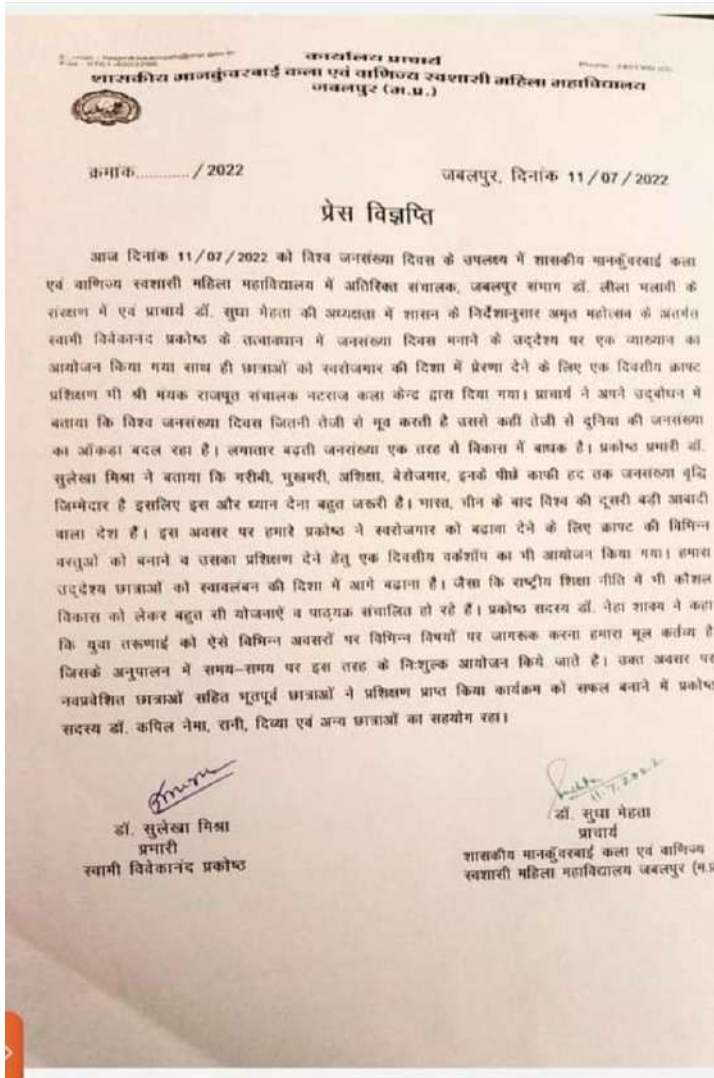 कार्यालय प्राचार्य
शासकीय मानकुंवरबाई कला एवं वाणिज्य स्वशासी महिला महाविद्यालय
जबलपुर (म.प्र.)
क्रमांक.........../ 2022
जबलपुर, दिनांक 11/07/2022
प्रेस विज्ञप्ति
आज दिनांक 11/07/2022 को विश्व जनसंख्या दिवस के उपलक्ष्य में शासकीय मानकुँवरबाई कला
एवं वाणिज्य स्वशासी महिला महाविद्यालय में अतिरिक्त संचालक, जबलपुर संभाग डॉ. लीला भलावी के
संरक्षण में एवं प्राचार्य डॉ. सुधा मेहता की अध्यक्षता में शासन के निर्देशानुसार अमृत महोत्सव के अंतर्गत
स्वामी विवेकानंद प्रकोष्ठ के तत्वावधान में जनसंख्या दिवस मनाने के उद्देश्य पर एक व्याख्यान का
आयोजन किया गया साथ ही छात्राओं को स्वरोजगार की दिशा में प्रेरणा देने के लिए एक दिवसीय क्राफ्ट
प्रशिक्षण भी श्री मयंक राजपूत संचालक नटराज कला केन्द्र द्वारा दिया गया। प्राचार्य ने अपने उद्बोधन में
बताया कि विश्व जनसंख्या दिवस जितनी तेजी से मूव करती है उससे कहीं तेजी से दुनिया की जनसंख्या
का आँकड़ा बदल रहा है। लगातार बढ़ती जनसंख्या एक तरह से विकास में बाधक है। प्रकोष्ठ प्रभारी डॉ.
सुलेखा मिश्रा ने बताया कि गरीबी, भुखमरी, अशिक्षा, बेरोजगार, इनके पीछे काफी हद तक जनसंख्या वृद्धि
जिम्मेदार है इसलिए इस और ध्यान देना बहुत जरूरी है। भारत, चीन के बाद विश्व की दूसरी बड़ी आबादी
वाला देश है। इस अवसर पर हमारे प्रकोष्ठ ने स्वरोजगार को बढ़ावा देने के लिए क्राफ्ट की विभिन्न
वस्तुओं को बनाने व उसका प्रशिक्षण देने हेतु एक दिवसीय वर्कशॉप का भी आयोजन किया गया। हमारा
उद्देश्य छात्राओं को स्वावलंबन की दिशा में आगे बढ़ाना है। जैसा कि राष्ट्रीय शिक्षा नीति में भी कौशल
विकास को लेकर बहुत सी योजनाएँ व पाठ्यक्र संचालित हो रहे हैं। प्रकोष्ठ सदस्य डॉ. नेहा शाक्य ने कहा
कि युवा तरूणाई को ऐसे विभिन्न अवसरों पर विभिन्न विषयों पर जागरूक करना हमारा मूल कर्तव्य है
जिसके अनुपालन में समय-समय पर इस तरह के निःशुल्क आयोजन किये जाते है। उक्त अवसर पर
नवप्रवेशित छात्राओं सहित भूतपूर्व छात्राओं ने प्रशिक्षण प्राप्त किया कार्यक्रम को सफल बनाने में प्रकोष्ठ
सदस्य डॉ. कपिल नेमा, रानी, दिव्या एवं अन्य छात्राओं का सहयोग रहा।
11.7.2022
डॉ. सुलेखा मिश्रा
प्रभारी
स्वामी विवेकानंद प्रकोष्ठ
डॉ. सुधा मेहता
प्राचार्य
शासकीय मानकुँवरबाई कला एवं वाणिज्य
स्वशासी महिला महाविद्यालय जबलपुर (म.प्र